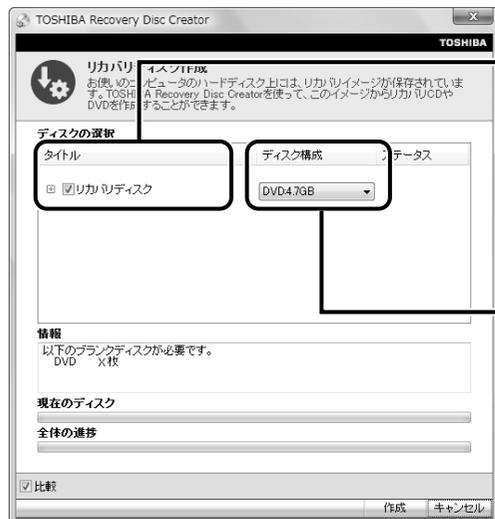 TOSHIBA Recovery Disc Creator
TOSHIBA
リカバリディスク作成
お使いのコンピュータのハードディスク上には、リカバリイメージが保存されていま
す。TOSHIBA Recovery Disc Creatorを使って、このイメージからリカバリCDや
DVDを作成することができます。
ディスクの選択
タイトル ディスク構成 ステータス
リカバリディスク DVD:4.7GB
情報
以下のブランクディスクが必要です。
DVD X枚
現在のディスク
全体の進捗
比較
作成 キャンセル